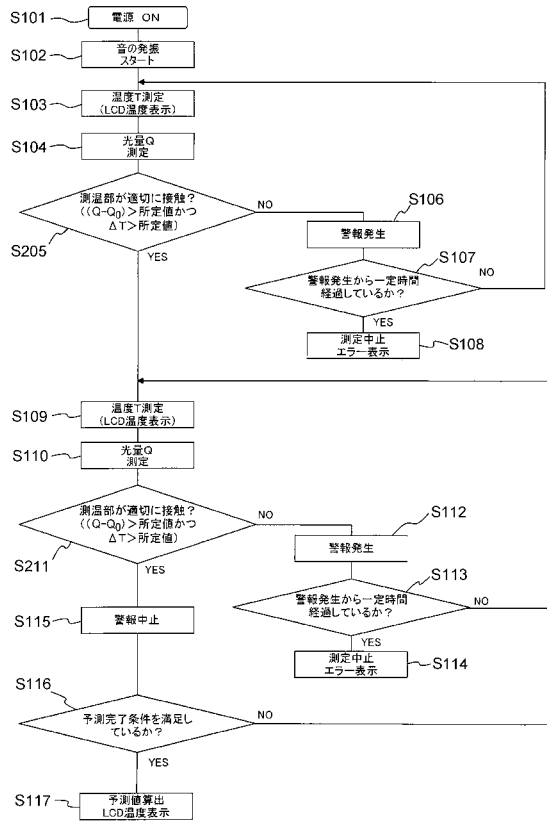 S101
電源 ON
S102
音の発振
スタート
S103
温度T測定
(LCD温度表示)
S104
光量Q
測定
測温部が適切に接触?
((Q-Q₀)>所定値かつ
ΔT>所定値)
S205
NO
YES
S106
警報発生
S107
警報発生から一定時間
経過しているか?
NO
YES
測定中止
エラー表示
S108
S109
温度T測定
(LCD温度表示)
S110
光量Q
測定
測温部が適切に接触?
((Q-Q₀)>所定値かつ
ΔT>所定値)
S211
NO
YES
S112
警報発生
S113
警報発生から一定時間
経過しているか?
NO
YES
測定中止
エラー表示
S114
S115
警報中止
S116
予測完了条件を満足し
ているか?
NO
YES
S117
予測値算出
LCD温度表示